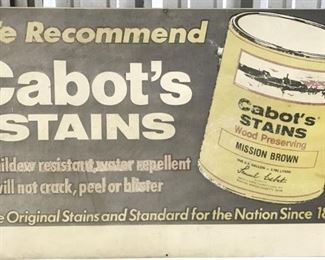 e Recommend
Cabot's
STAINS
ildew resistant, water repellent
will not crack, peel or blister
e Original Stains and Standard for the Nation Since 18
Cabot's
STAINS
Wood Preserving
MISSION BROWN